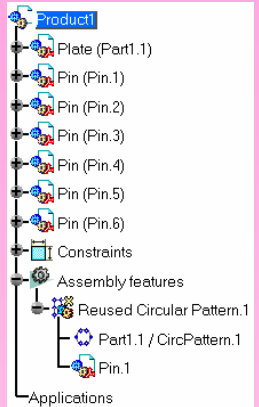 Product1
Plate (Part1.1)
Pin (Pin.1)
Pin (Pin.2)
Pin (Pin.3)
Pin (Pin.4)
Pin (Pin.5)
Pin (Pin.6)
Constraints
Assembly features
Reused Circular Pattern.1
Part1.1 / CircPattern.1
Pin.1
Applications